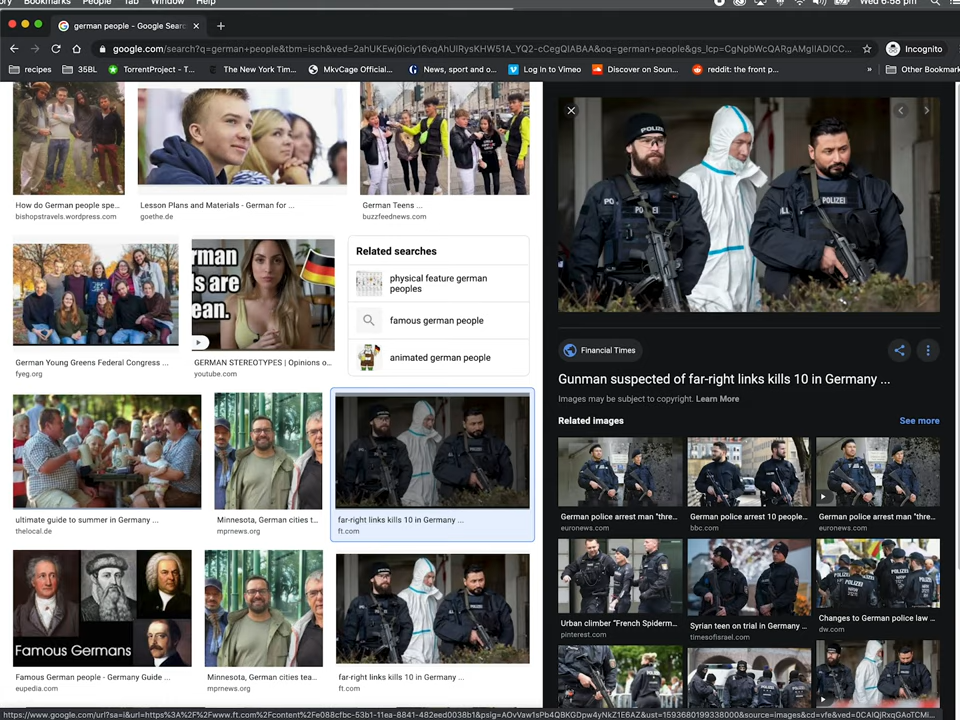 ory Bookmarks People Tab Window Help
Wed 6:58 pm
german people - Google Searc
google.com/search?q=german+people&tbm=isch&ved=2ahUKEwj0iciy16vqAhUIRysKHW51A_YQ2-cCegQIABAA&oq=german+people&gs_lcp=CgNpbWcQARgAMgIIADICC...
Incognito
recipes
35BL
TorrentProject - T...
The New York Tim...
MkvCage Official...
News, sport and o...
Log in to Vimeo
Discover on Soun...
reddit: the front p...
»
Other Bookmark
How do German people spe...
bishopstravels.wordpress.com
Lesson Plans and Materials - German for ...
goethe.de
German Teens ...
buzzfeednews.com
German Young Greens Federal Congress ...
fyeg.org
rman
ls are
ean.
GERMAN STEREOTYPES | Opinions o...
youtube.com
Related searches
physical feature german
peoples
famous german people
animated german people
ultimate guide to summer in Germany ...
thelocal.de
Minnesota, German cities t...
mprnews.org
far-right links kills 10 in Germany ...
ft.com
Famous Germans
Famous German people - Germany Guide ...
eupedia.com
Minnesota, German cities tea...
mprnews.org
far-right links kills 10 in Germany ...
ft.com
POLIZEI
POLIZEI
POLIZEI
Financial Times
Gunman suspected of far-right links kills 10 in Germany ...
Images may be subject to copyright. Learn More
Related images
See more
German police arrest man "thre...
euronews.com
German police arrest 10 people...
bbc.com
German police arrest man "thre...
euronews.com
Urban climber "French Spiderm...
pinterest.com
Syrian teen on trial in Germany ...
timesofisrael.com
Changes to German police law ...
dw.com